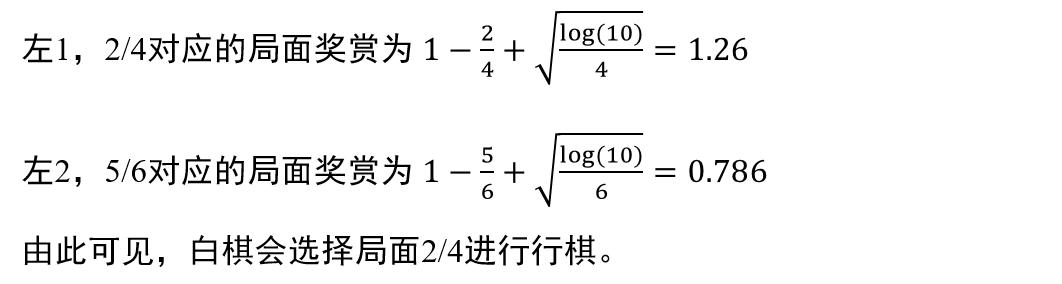 左1，2/4对应的局面奖赏为 $1-\frac{2}{4}+\sqrt{\frac{\log(10)}{4}}=1.26$
左2，5/6对应的局面奖赏为 $1-\frac{5}{6}+\sqrt{\frac{\log(10)}{6}}=0.786$
由此可见，白棋会选择局面2/4进行行棋。